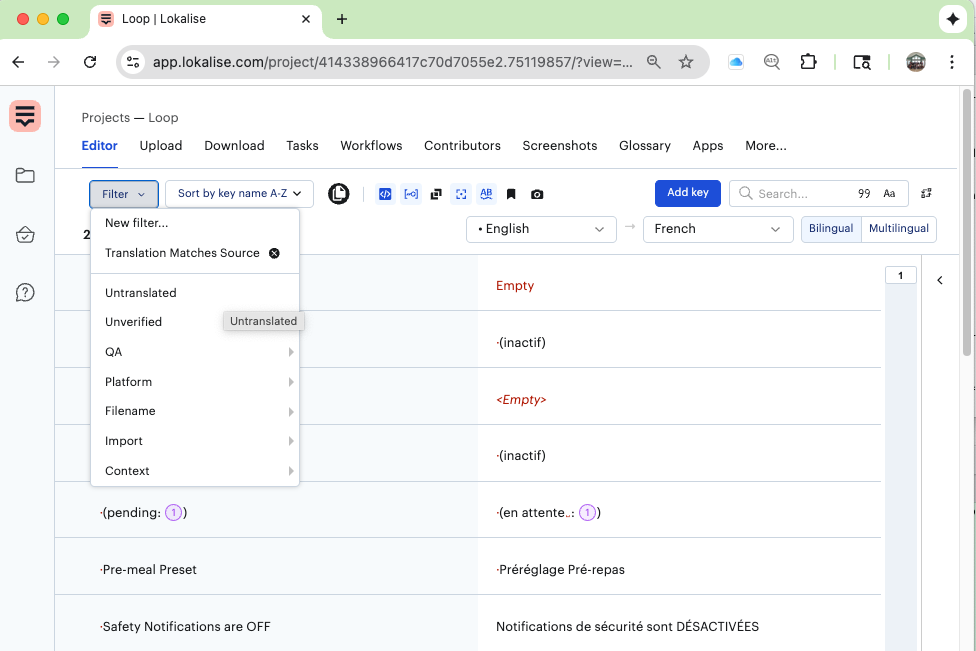 Loop | Lokalise
app.lokalise.com/project/414338966417c70d7055e2.75119857/?view=...
Projects — Loop
Editor Upload Download Tasks Workflows Contributors Screenshots Glossary Apps More...
Filter Sort by key name A-Z Add key Search... 99 Aa
New filter...
2 • English French Bilingual Multilingual
Translation Matches Source
1
Untranslated Empty
Unverified Untranslated
QA ·(inactif)
Platform
Filename <Empty>
Import ·(inactif)
Context
·(pending: 1) ·(en attente..: 1)
·Pre-meal Preset ·Préréglage Pré-repas
·Safety Notifications are OFF Notifications de sécurité sont DÉSACTIVÉES